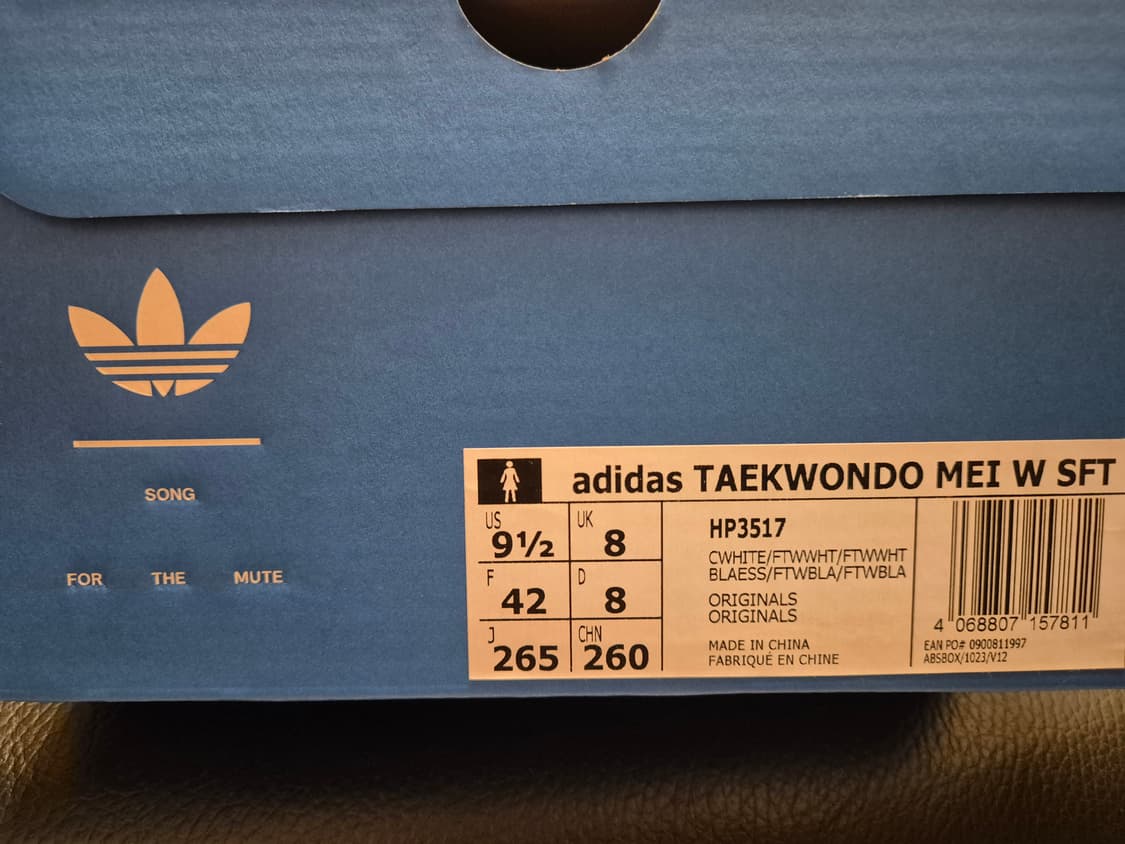 SONG
FOR THE MUTE
adidas TAEKWONDO MEI W SFT
US
9½
UK
8
F
42
D
8
J
265
CHN
260
HP3517
CWHITE/FTWWHT/FTWWHT
BLAESS/FTWBLA/FTWBLA
ORIGINALS
ORIGINALS
MADE IN CHINA
FABRIQUÉ EN CHINE
4 068807 157811
EAN PO# 0900811997
ABSBOX/1023/V12